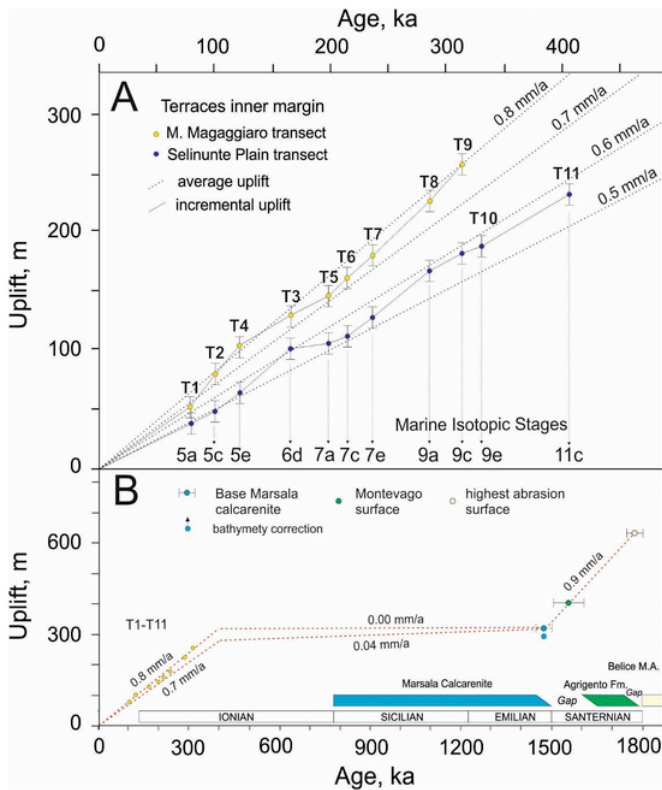 Age, ka
0 100 200 300 400
A
Terraces inner margin
M. Magaggiaro transect
Selinunte Plain transect
average uplift
incremental uplift
0.8 mm/a
0.7 mm/a
0.6 mm/a
0.5 mm/a
Uplift, m
300
200
100
0
T1
T2
T4
T3
T5
T6
T7
T8
T9
T10
T11
Marine Isotopic Stages
5a 5c 5e 6d 7a 7c 7e 9a 9c 9e 11c
B
Base Marsala
calcarenite
bathymety correction
Montevago
surface
highest abrasion
surface
Uplift, m
600
300
0
T1-T11
0.8 mm/a
0.7 mm/a
0.00 mm/a
0.04 mm/a
0.9 mm/a
Belice M.A.
Marsala Calcarenite
Gap
Agrigento Fm.
Gap
IONIAN SICILIAN EMILIAN SANTERNIAN
0 300 600 900 1200 1500 1800
Age, ka